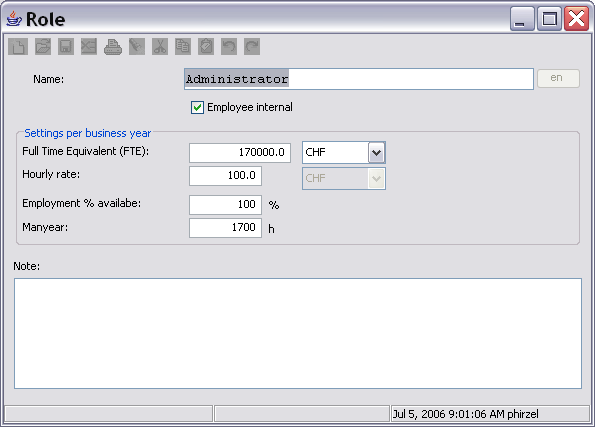 Role
Name: Administrator en
Employee internal
Settings per business year
Full Time Equivalent (FTE): 170000.0 CHF
Hourly rate: 100.0 CHF
Employment % availabe: 100 %
Manyear: 1700 h
Note:
Jul 5, 2006 9:01:06 AM phirzel